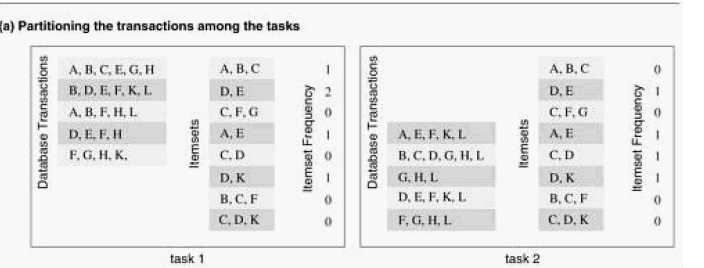 (a) Partitioning the transactions among the tasks
Database Transactions
A, B, C, E, G, H
B, D, E, F, K, L
A, B, F, H, L
D, E, F, H
F, G, H, K,
Itemsets
A, B, C
D, E
C, F, G
A, E
C, D
D, K
B, C, F
C, D, K
Itemset Frequency
1
2
0
1
0
1
0
0
task 1
Database Transactions
A, E, F, K, L
B, C, D, G, H, L
G, H, L
D, E, F, K, L
F, G, H, L
Itemsets
A, B, C
D, E
C, F, G
A, E
C, D
D, K
B, C, F
C, D, K
Itemset Frequency
0
1
0
1
1
1
0
0
task 2